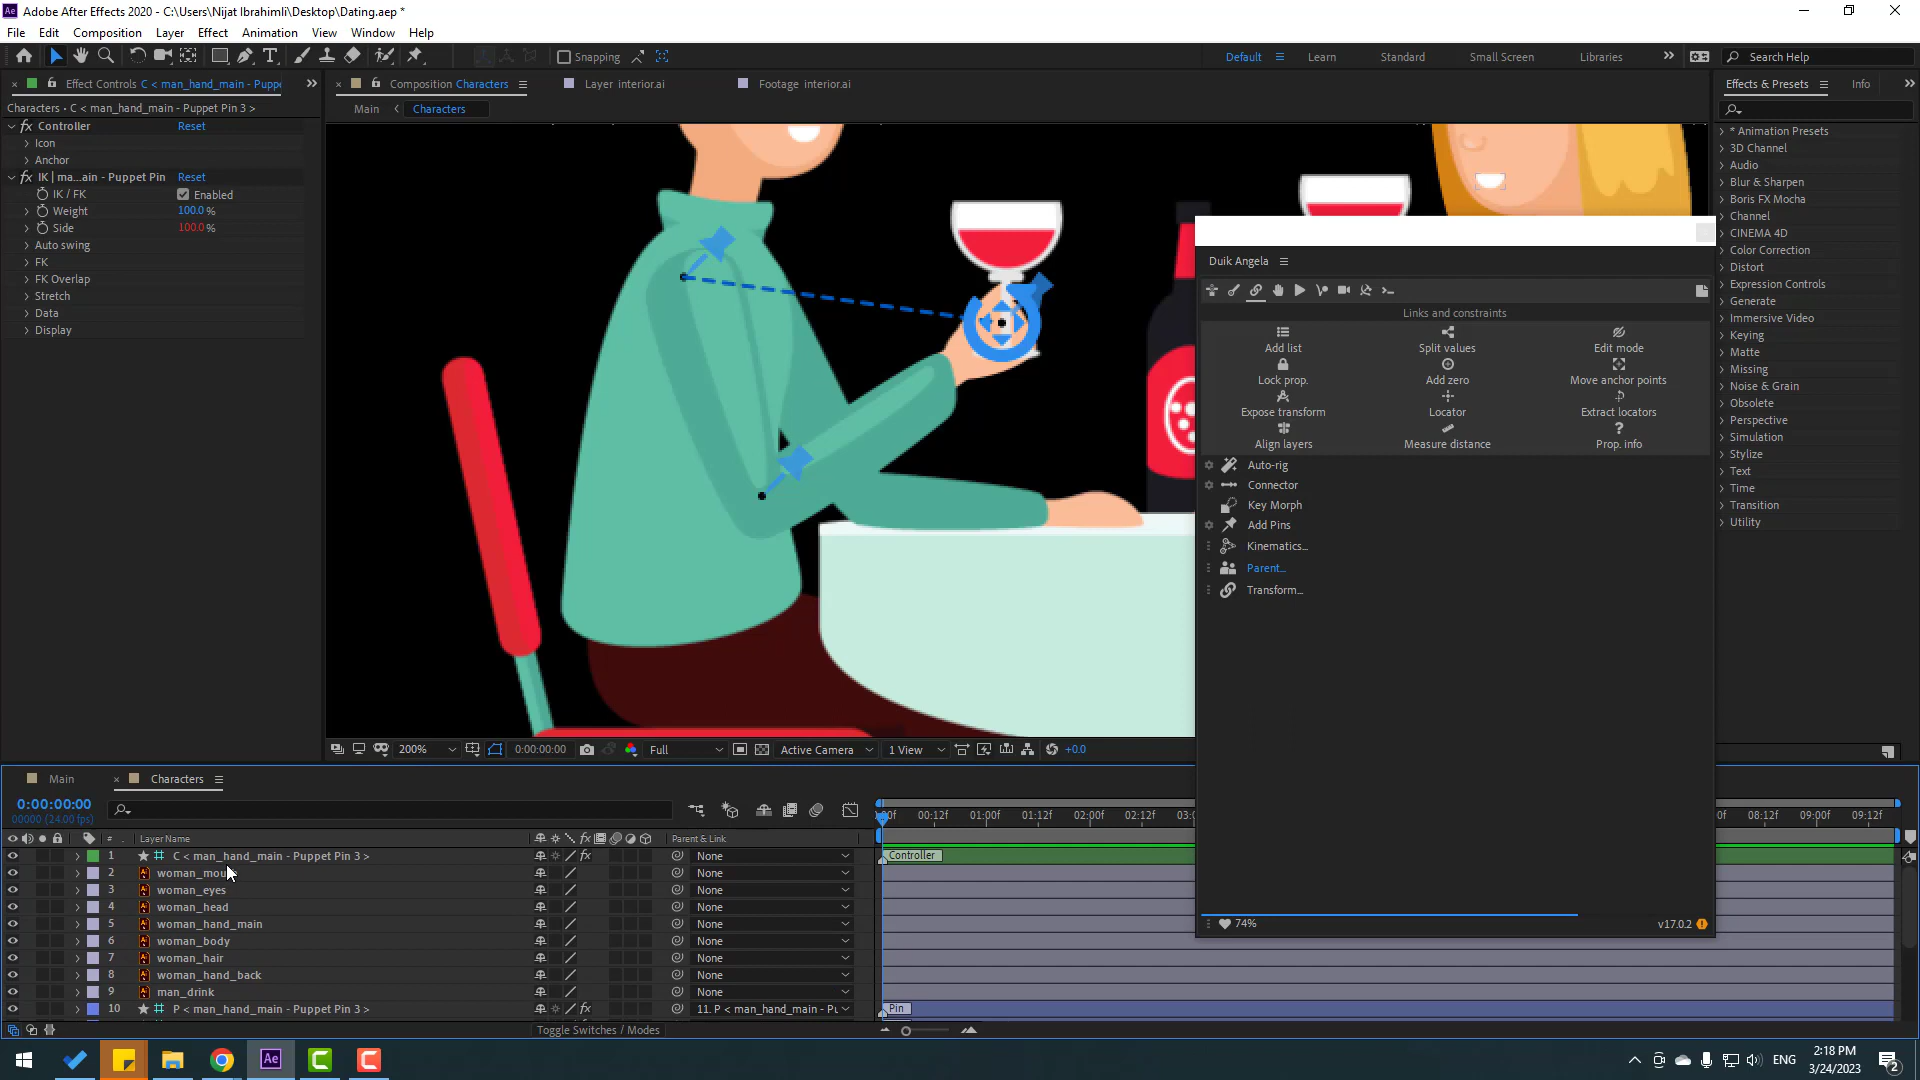 Adobe After Effects 2020 - C:\Users\Nijat Ibrahimli\Desktop\Dating.aep *
File Edit Composition Layer Effect Animation View Window Help
Snapping
Default Learn Standard Small Screen Libraries Search Help
Effect Controls C < man_hand_main - Pupp
Composition Characters
Layer interior.ai
Footage interior.ai
Effects & Presets Info
Characters • C < man_hand_main - Puppet Pin 3 >
Main Characters
Controller Reset
Icon
Anchor
IK | ma...ain - Puppet Pin Reset
IK / FK Enabled
Weight 100.0 %
Side 100.0 %
Auto swing
FK
FK Overlap
Stretch
Data
Display
* Animation Presets
3D Channel
Audio
Blur & Sharpen
Boris FX Mocha
Channel
CINEMA 4D
Color Correction
Distort
Expression Controls
Generate
Immersive Video
Keying
Matte
Missing
Noise & Grain
Obsolete
Perspective
Simulation
Stylize
Text
Time
Transition
Utility
Duik Angela
Links and constraints
Add list Split values Edit mode
Lock prop. Add zero Move anchor points
Expose transform Locator Extract locators
Align layers Measure distance Prop. info
Auto-rig
Connector
Key Morph
Add Pins
Kinematics...
Parent...
Transform...
74% v17.0.2
200% 0:00:00:00 Full Active Camera 1 View +0.0
Main Characters
0:00:00:00
00000 (24.00 fps)
00:12f 01:00f 01:12f 02:00f 02:12f 08:12f 09:00f 09:12f
# Layer Name Parent & Link
1 C < man_hand_main - Puppet Pin 3 > None Controller
2 woman_mou None
3 woman_eyes None
4 woman_head None
5 woman_hand_main None
6 woman_body None
7 woman_hair None
8 woman_hand_back None
9 man_drink None
10 P < man_hand_main - Puppet Pin 3 > 11. P < man_hand_main - Pu Pin
Toggle Switches / Modes
ENG
2:18 PM
3/24/2023
2